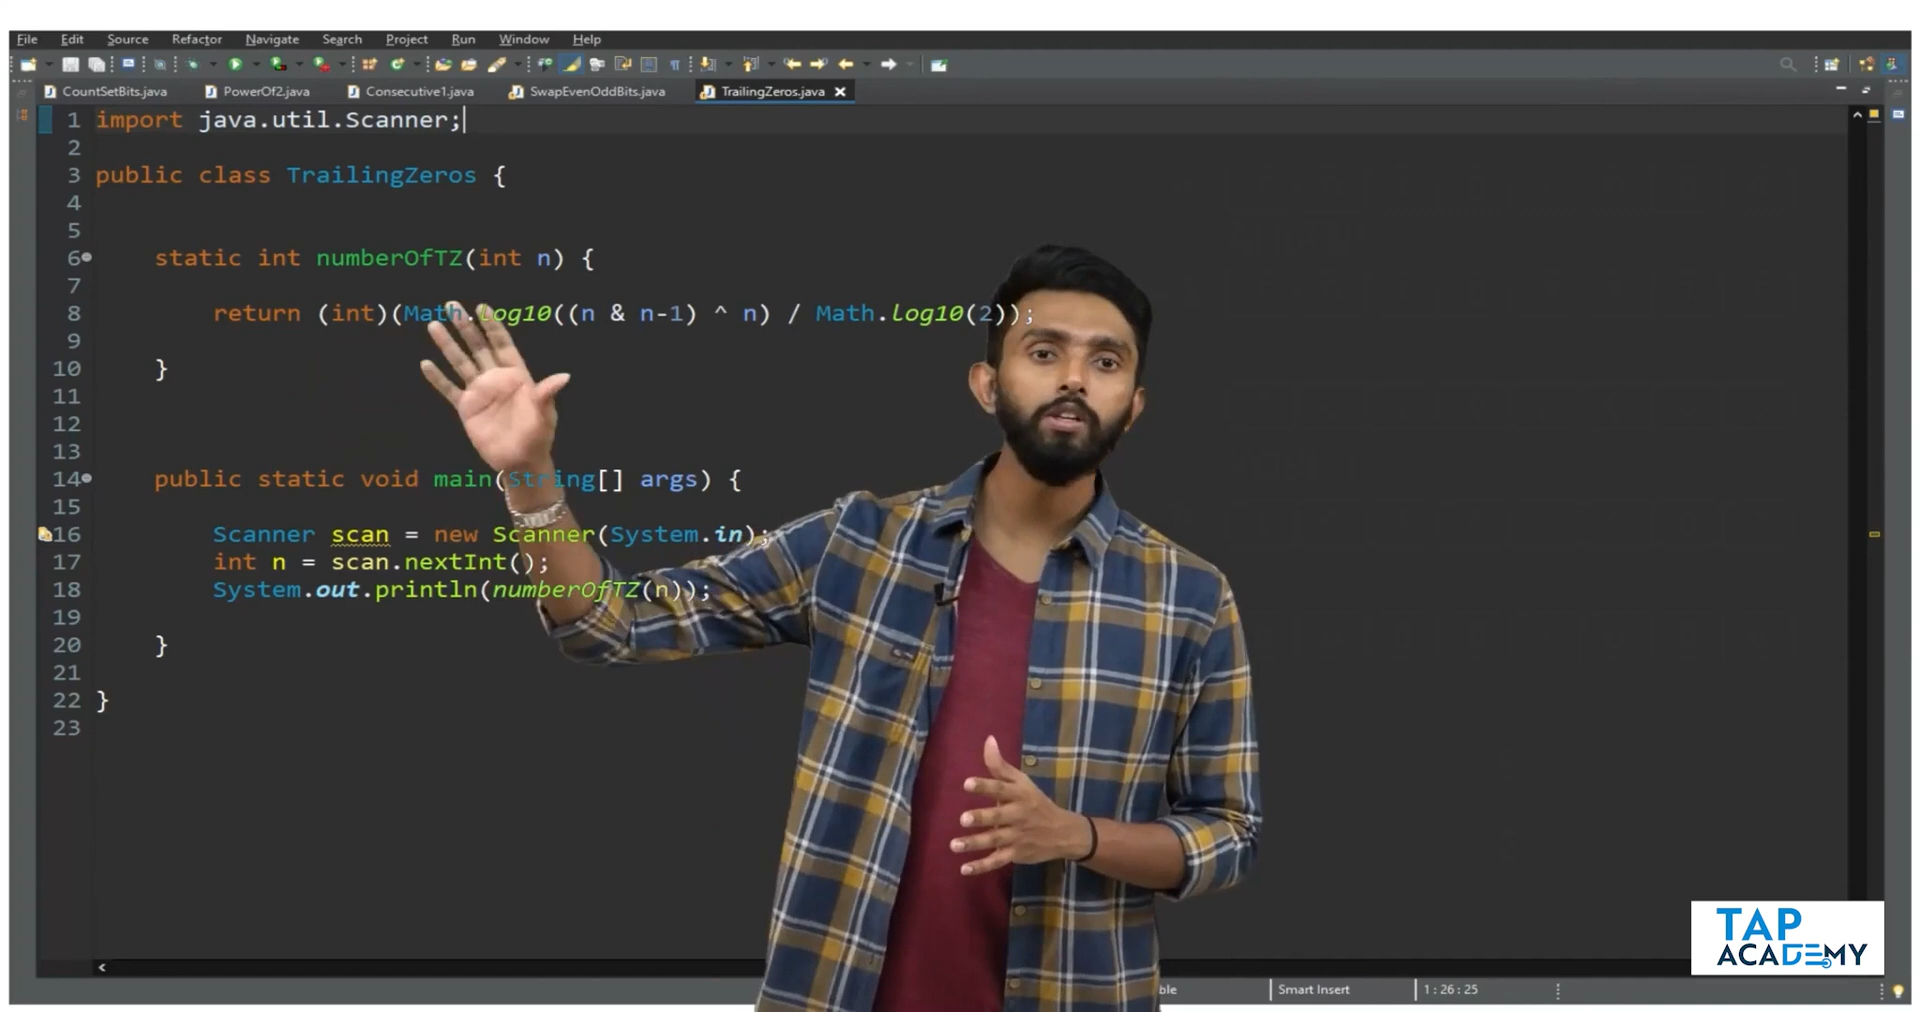 File Edit Source Refactor Navigate Search Project Run Window Help
CountSetBits.java PowerOf2.java Consecutive1.java SwapEvenOddBits.java TrailingZeros.java
1 import java.util.Scanner;
2
3 public class TrailingZeros {
4
5
6 static int numberOfTZ(int n) {
7
8 return (int)(Math.log10((n & n-1) ^ n) / Math.log10(2));
9
10 }
11
12
13
14 public static void main(String[] args) {
15
16 Scanner scan = new Scanner(System.in);
17 int n = scan.nextInt();
18 System.out.println(numberOfTZ(n));
19
20 }
21
22 }
23
TAP
ACADEMY
ble Smart Insert 1 : 26 : 25